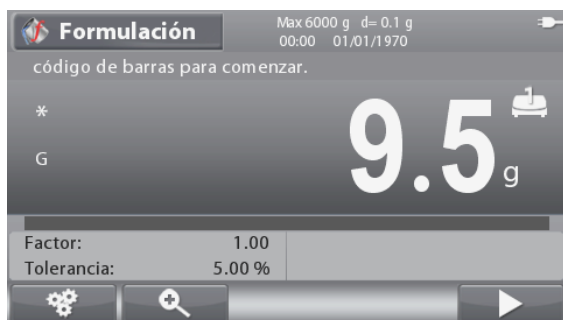 Formulación
Max 6000 g d= 0.1 g
00:00 01/01/1970
código de barras para comenzar.
*
1
G
9.5 g
Factor: 1.00
Tolerancia: 5.00 %